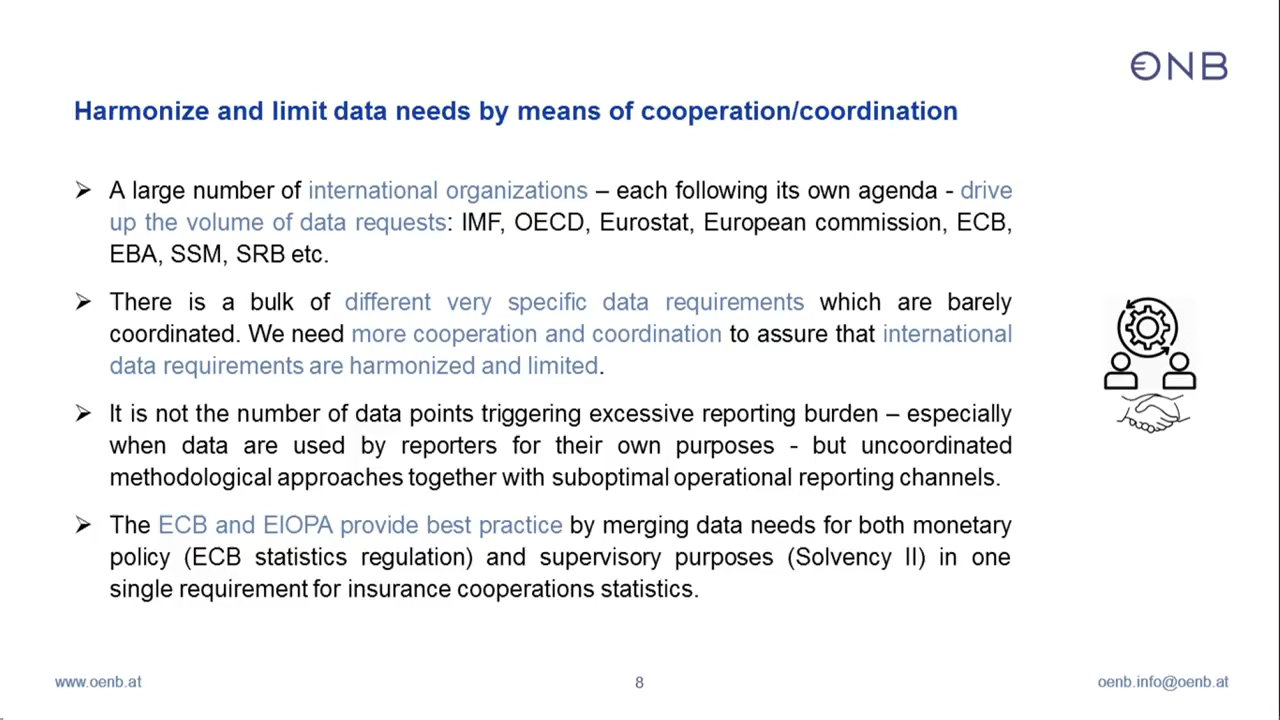 €NB
Harmonize and limit data needs by means of cooperation/coordination
➢ A large number of international organizations – each following its own agenda - drive
up the volume of data requests: IMF, OECD, Eurostat, European commission, ECB,
EBA, SSM, SRB etc.
➢ There is a bulk of different very specific data requirements which are barely
coordinated. We need more cooperation and coordination to assure that international
data requirements are harmonized and limited.
➢ It is not the number of data points triggering excessive reporting burden – especially
when data are used by reporters for their own purposes - but uncoordinated
methodological approaches together with suboptimal operational reporting channels.
➢ The ECB and EIOPA provide best practice by merging data needs for both monetary
policy (ECB statistics regulation) and supervisory purposes (Solvency II) in one
single requirement for insurance cooperations statistics.
www.oenb.at
8
oenb.info@oenb.at